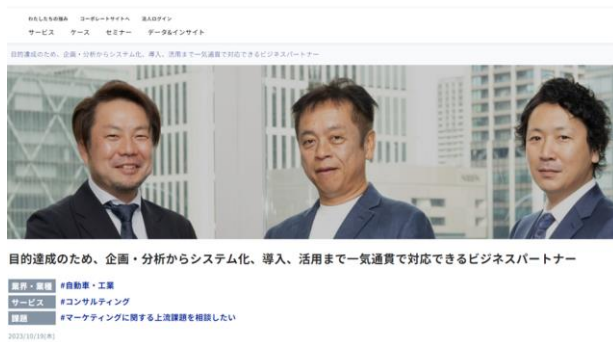 わたしたちの強み コーポレートサイトへ 法人ログイン
サービス ケース セミナー データ&インサイト
目的達成のため、企画・分析からシステム化、導入、活用まで一気通貫で対応できるビジネスパートナー
目的達成のため、企画・分析からシステム化、導入、活用まで一気通貫で対応できるビジネスパートナー
業界・業種 #自動車・工業
サービス #コンサルティング
課題 #マーケティングに関する上流課題を相談したい
2023/10/19(木)